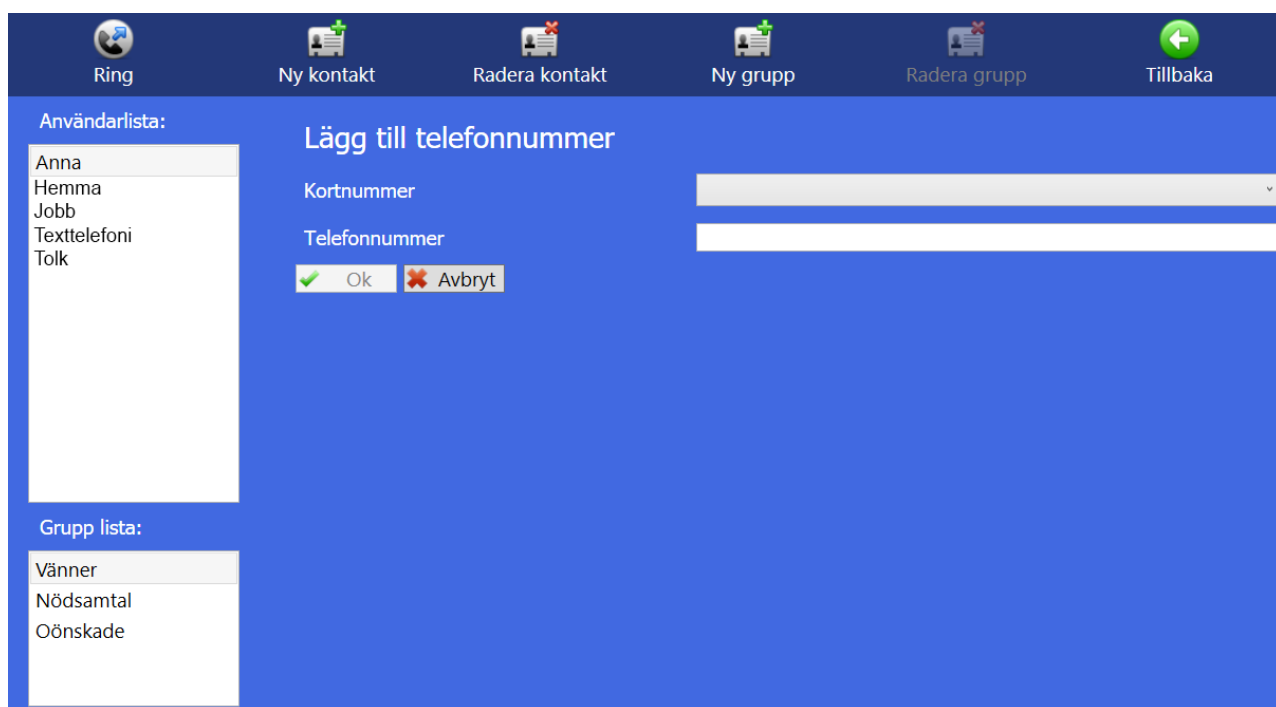 Ring Ny kontakt Radera kontakt Ny grupp Radera grupp Tillbaka
Användarlista:
Anna
Hemma
Jobb
Texttelefoni
Tolk
Grupp lista:
Vänner
Nödsamtal
Oönskade
Lägg till telefonnummer
Kortnummer
Telefonnummer
Ok Avbryt